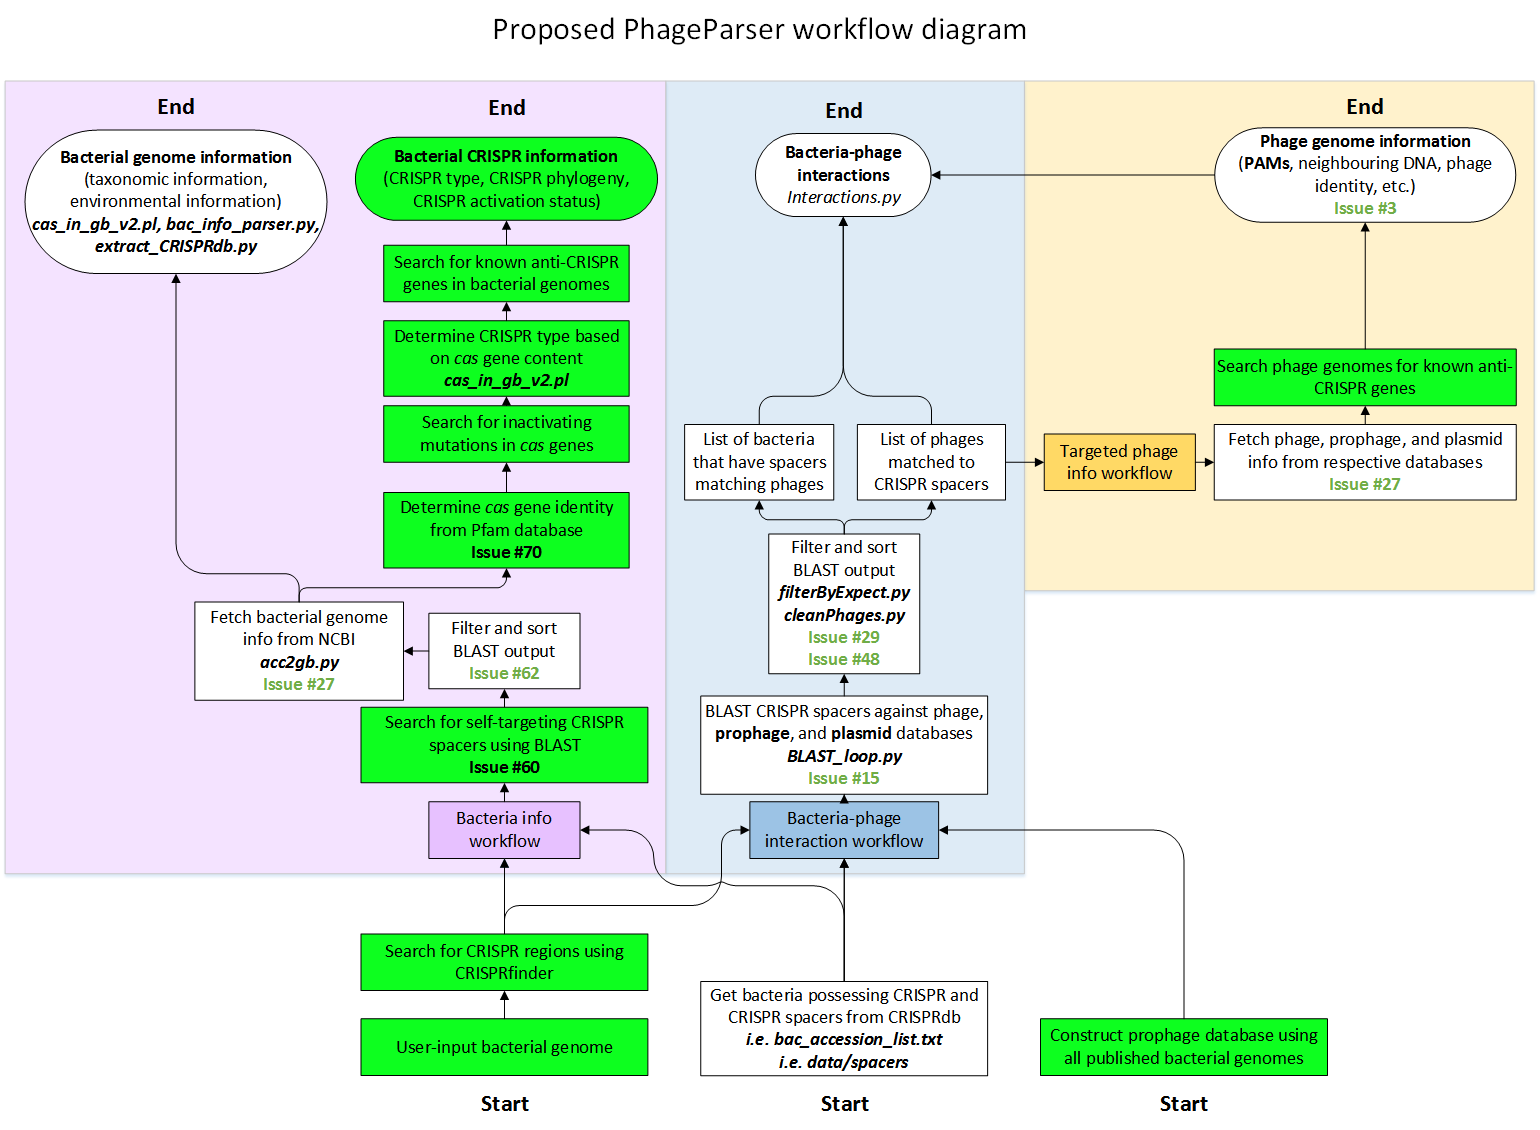 Proposed PhageParser workflow diagram
End
Bacterial genome information
(taxonomic information,
environmental information)
cas_in_gb_v2.pl, bac_info_parser.py,
extract_CRISPRdb.py
End
Bacterial CRISPR information
(CRISPR type, CRISPR phylogeny,
CRISPR activation status)
Search for known anti-CRISPR
genes in bacterial genomes
Determine CRISPR type based
on cas gene content
cas_in_gb_v2.pl
Search for inactivating
mutations in cas genes
Determine cas gene identity
from Pfam database
Issue #70
Fetch bacterial genome
info from NCBI
acc2gb.py
Issue #27
Filter and sort
BLAST output
Issue #62
Search for self-targeting CRISPR
spacers using BLAST
Issue #60
Bacteria info
workflow
End
Bacteria-phage
interactions
Interactions.py
List of bacteria
that have spacers
matching phages
List of phages
matched to
CRISPR spacers
Filter and sort
BLAST output
filterByExpect.py
cleanPhages.py
Issue #29
Issue #48
BLAST CRISPR spacers against phage,
prophage, and plasmid databases
BLAST_loop.py
Issue #15
Bacteria-phage
interaction workflow
End
Phage genome information
(PAMs, neighbouring DNA, phage
identity, etc.)
Issue #3
Search phage genomes for known anti-
CRISPR genes
Targeted phage
info workflow
Fetch phage, prophage, and plasmid
info from respective databases
Issue #27
Search for CRISPR regions using
CRISPRfinder
User-input bacterial genome
Start
Get bacteria possessing CRISPR and
CRISPR spacers from CRISPRdb
i.e. bac_accession_list.txt
i.e. data/spacers
Start
Construct prophage database using
all published bacterial genomes
Start